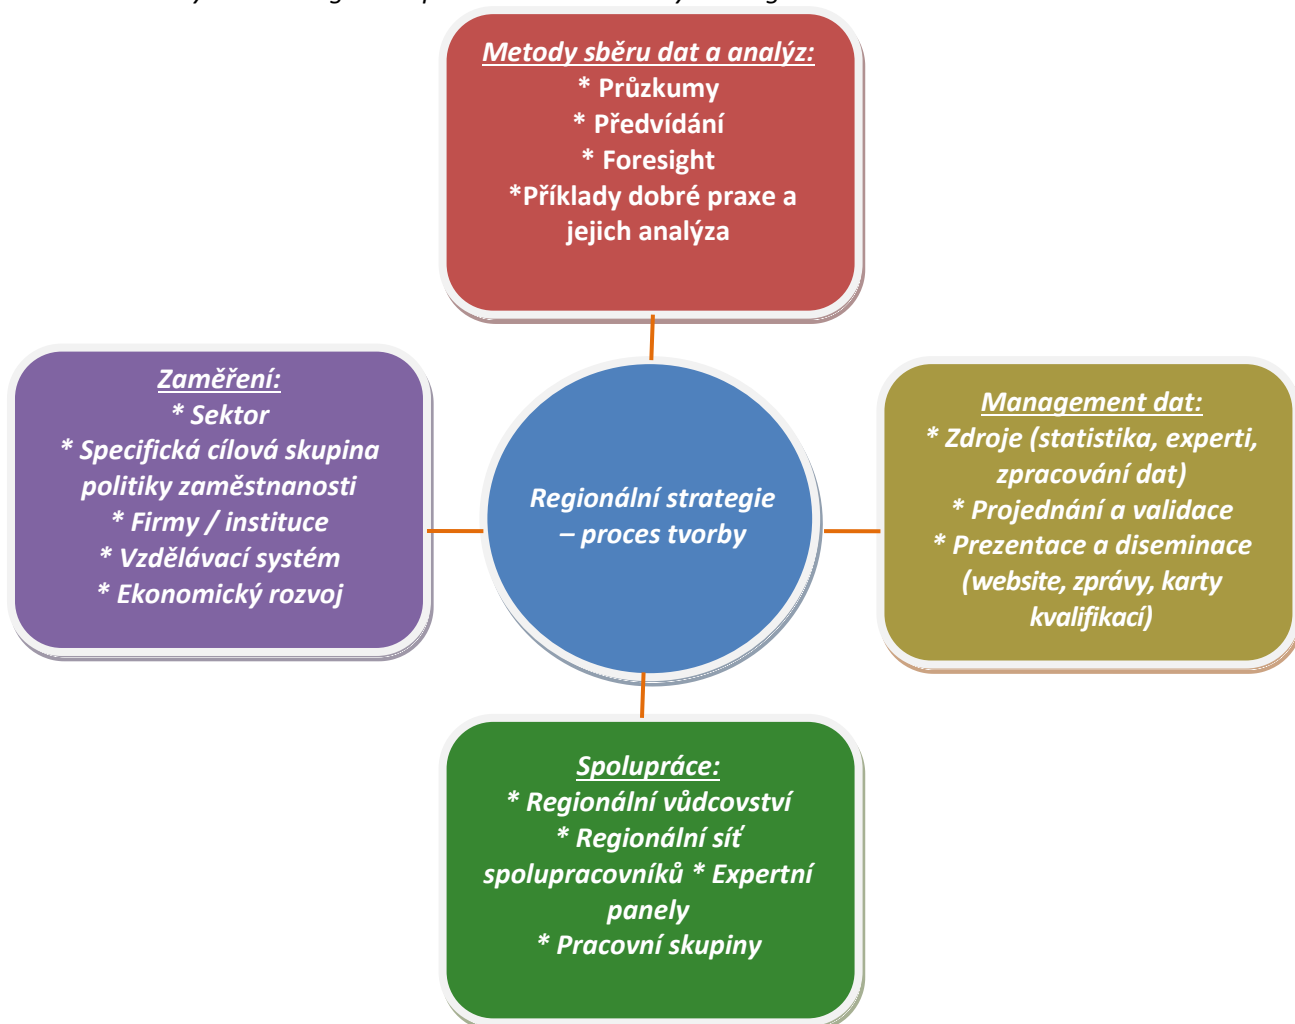 Metody sběru dat a analýz:
* Průzkumy
* Předvídání
* Foresight
*Příklady dobré praxe a
jejich analýza
Zaměření:
* Sektor
* Specifická cílová skupina
politiky zaměstnanosti
* Firmy / instituce
* Vzdělávací systém
* Ekonomický rozvoj
Regionální strategie
– proces tvorby
Management dat:
* Zdroje (statistika, experti,
zpracování dat)
* Projednání a validace
* Prezentace a diseminace
(website, zprávy, karty
kvalifikací)
Spolupráce:
* Regionální vůdcovství
* Regionální síť
spolupracovníků * Expertní
panely
* Pracovní skupiny